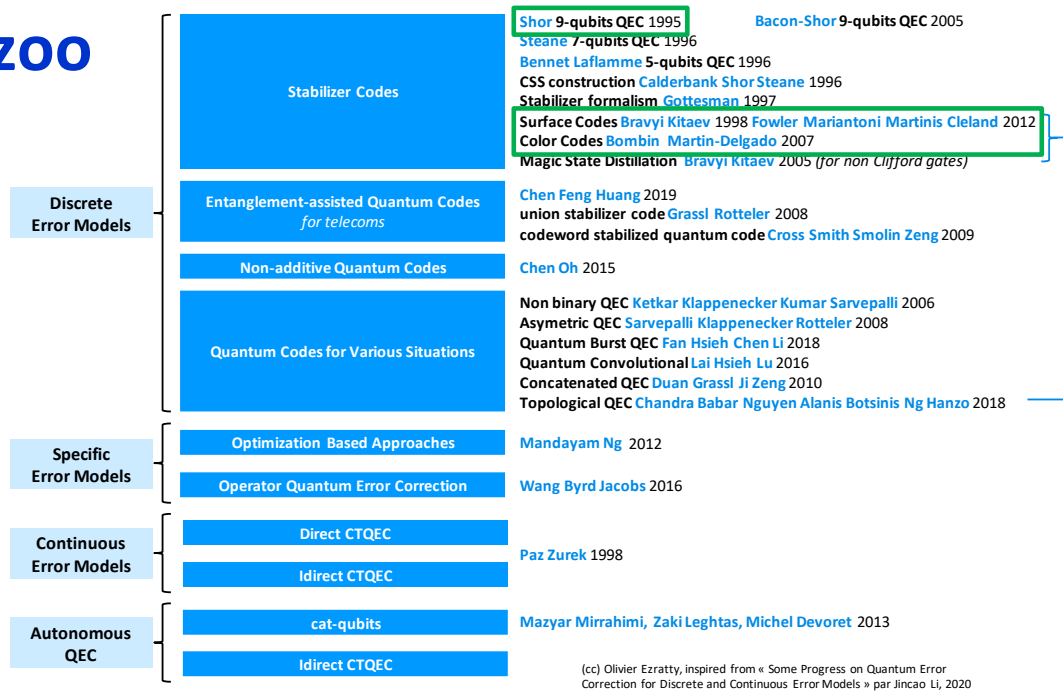 zoo
Discrete
Error Models
Stabilizer Codes
Shor 9-qubits QEC 1995
Bacon-Shor 9-qubits QEC 2005
Steane 7-qubits QEC 1996
Bennet Laflamme 5-qubits QEC 1996
CSS construction Calderbank Shor Steane 1996
Stabilizer formalism Gottesman 1997
Surface Codes Bravyi Kitaev 1998 Fowler Mariantoni Martinis Cleland 2012
Color Codes Bombin Martin-Delgado 2007
Magic State Distillation Bravyi Kitaev 2005 (for non Clifford gates)
Entanglement-assisted Quantum Codes
for telecoms
Chen Feng Huang 2019
union stabilizer code Grassl Rotteler 2008
codeword stabilized quantum code Cross Smith Smolin Zeng 2009
Non-additive Quantum Codes
Chen Oh 2015
Quantum Codes for Various Situations
Non binary QEC Ketkar Klappenecker Kumar Sarvepalli 2006
Asymetric QEC Sarvepalli Klappenecker Rotteler 2008
Quantum Burst QEC Fan Hsieh Chen Li 2018
Quantum Convolutional Lai Hsieh Lu 2016
Concatenated QEC Duan Grassl Ji Zeng 2010
Topological QEC Chandra Babar Nguyen Alanis Botsinis Ng Hanzo 2018
Specific
Error Models
Optimization Based Approaches
Mandayam Ng 2012
Operator Quantum Error Correction
Wang Byrd Jacobs 2016
Continuous
Error Models
Direct CTQEC
Paz Zurek 1998
Idirect CTQEC
Autonomous
QEC
cat-qubits
Mazyar Mirrahimi, Zaki Leghtas, Michel Devoret 2013
Idirect CTQEC
(cc) Olivier Ezratty, inspired from « Some Progress on Quantum Error
Correction for Discrete and Continuous Error Models » par Jincao Li, 2020